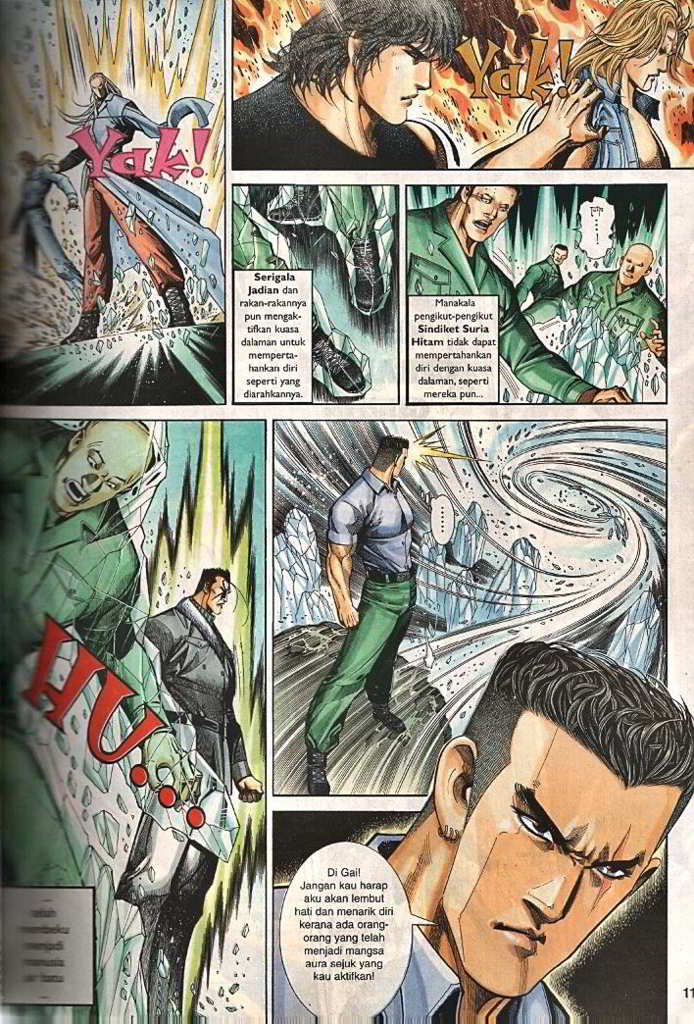 Yak!
Yak!
Serigala
Jadian dan
rakan-rakannya
pun mengak-
tifkan kuasa
dalaman untuk
memperta-
hankan diri
seperti yang
diarahkannya.
Manakala
pengikut-pengikut
Sindiket Suria
Hitam tidak dapat
mempertahankan
diri dengan kuasa
dalaman, seperti
mereka pun...
HU...
membeku
menjadi
Di Gai!
Jangan kau harap
aku akan lembut
hati dan menarik diri
kerana ada orang-
orang yang telah
menjadi mangsa
aura sejuk yang
kau aktifkan!
11